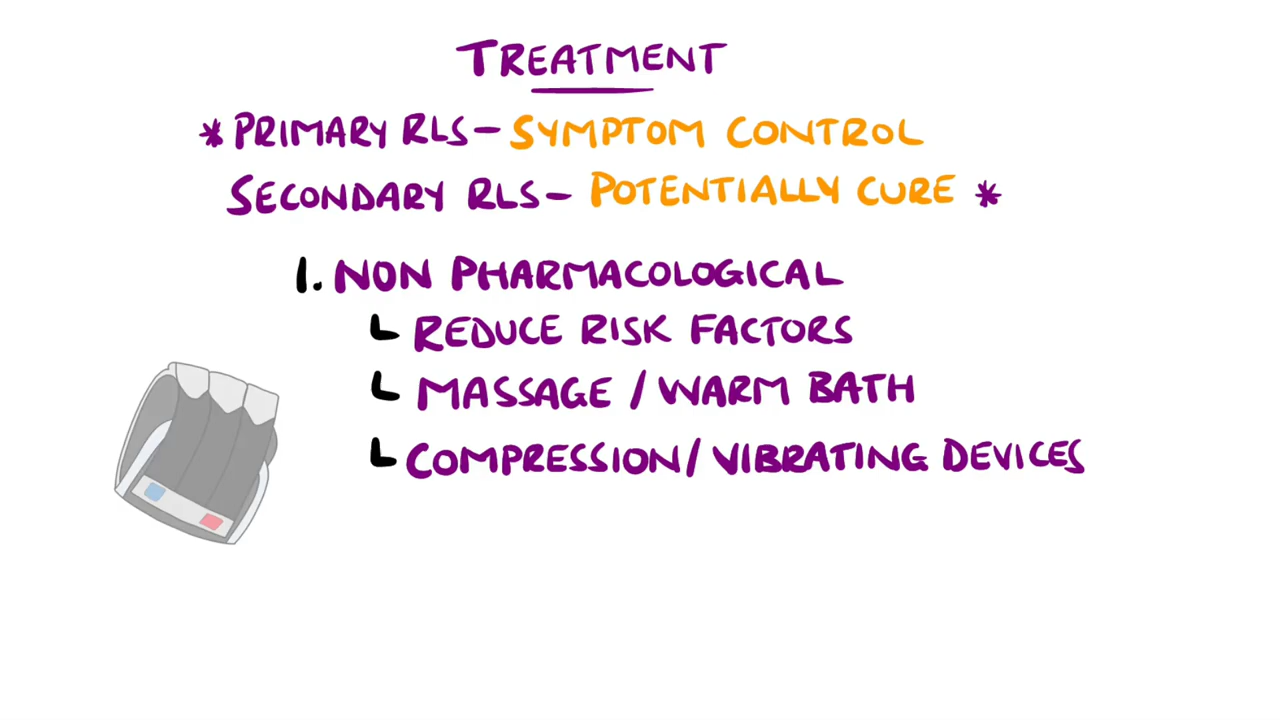 TREATMENT
* PRIMARY RLS - SYMPTOM CONTROL
SECONDARY RLS - POTENTIALLY CURE *
1. NON PHARMACOLOGICAL
REDUCE RISK FACTORS
MASSAGE / WARM BATH
COMPRESSION / VIBRATING DEVICES